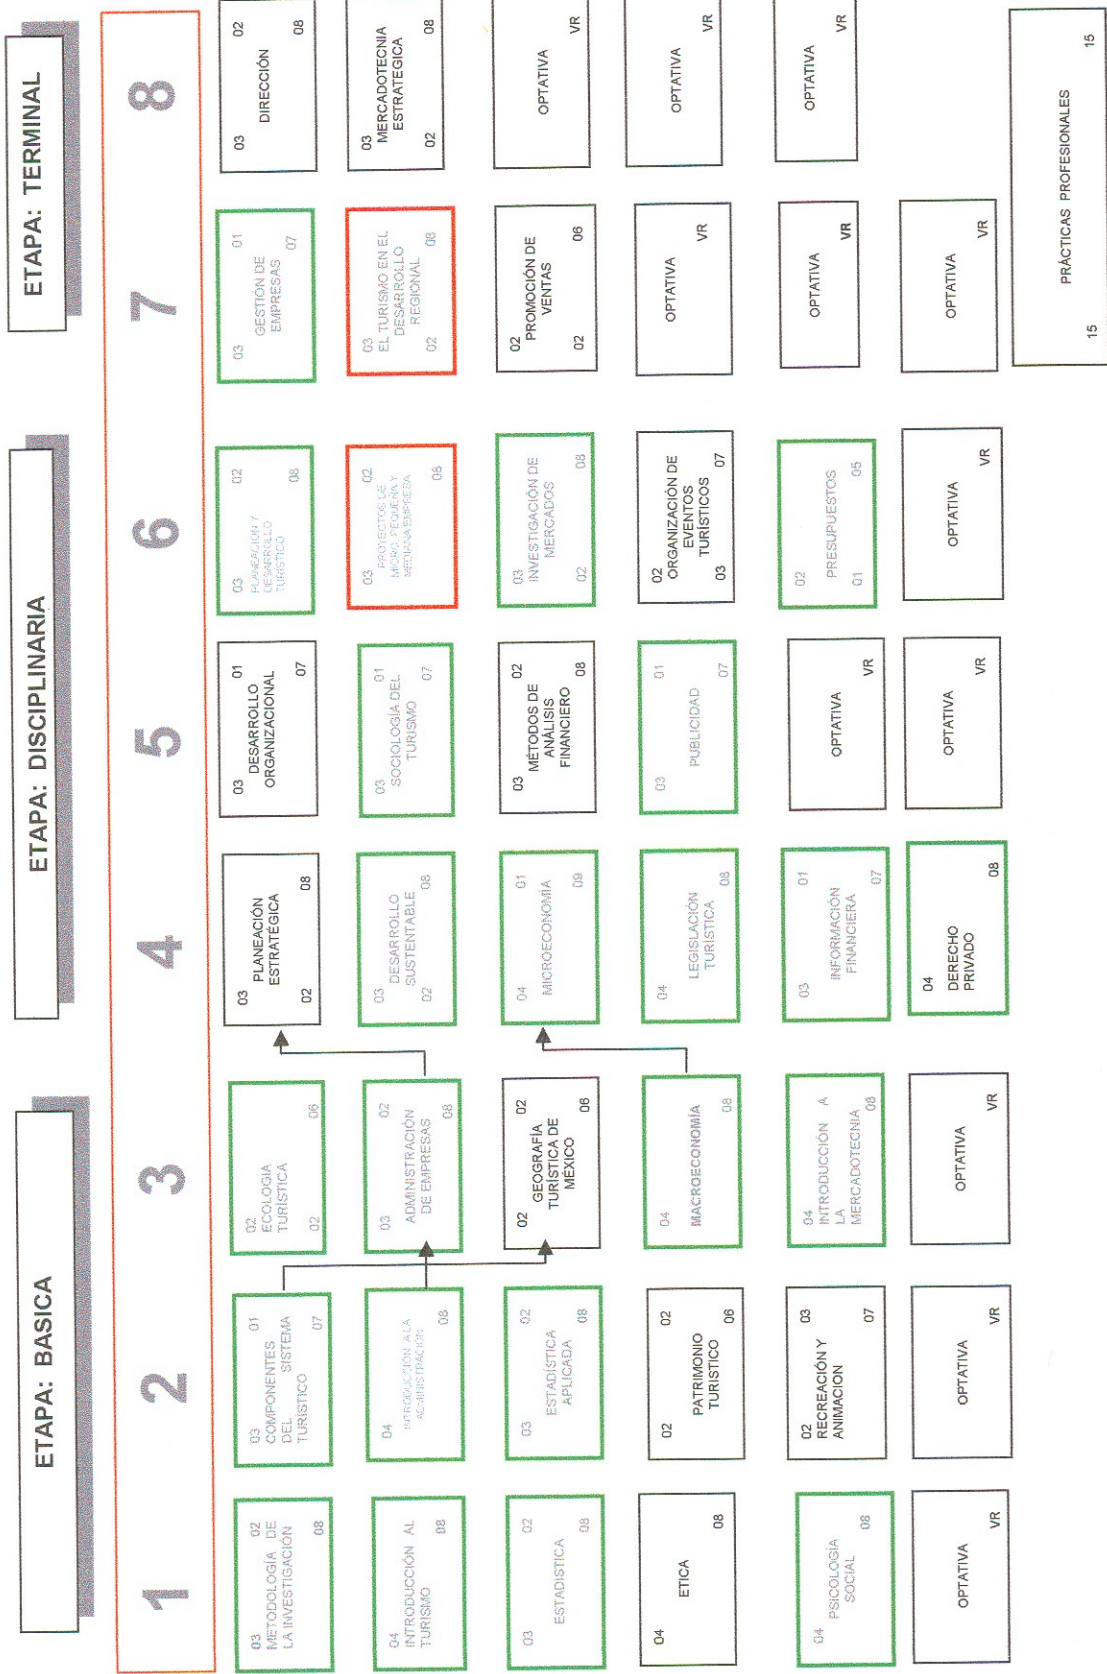 ETAPA: BASICA
ETAPA: DISCIPLINARIA
ETAPA: TERMINAL
1 2 3 4 5 6 7 8
03 02
METODOLOGÍA DE
LA INVESTIGACIÓN
08
04
INTRODUCCIÓN AL
TURISMO
08
03 02
ESTADISTICA
08
04
ETICA
08
04
PSICOLOGÍA
SOCIAL
08
OPTATIVA
VR
03 01
COMPONENTES
DEL SISTEMA
TURÍSTICO
07
04
INTRODUCCIÓN A LA
ADMINISTRACIÓN
08
03 02
ESTADÍSTICA
APLICADA
08
02 02
PATRIMONIO
TURISTICO
06
02 03
RECREACIÓN Y
ANIMACION
07
OPTATIVA
VR
02
ECOLOGÍA
TURÍSTICA
02 06
03 02
ADMINISTRACIÓN
DE EMPRESAS
08
02 02
GEOGRAFÍA
TURÍSTICA DE
MÉXICO
06
04
MACROECONOMÍA
08
04
INTRODUCCIÓN A
LA
MERCADOTECNIA
08
OPTATIVA
VR
03
PLANEACIÓN
ESTRATÉGICA
02 08
03
DESARROLLO
SUSTENTABLE
02 08
04 01
MICROECONOMÍA
09
04
LEGISLACIÓN
TURÍSTICA
08
03 01
INFORMACIÓN
FINANCIERA
07
04
DERECHO
PRIVADO
08
03 01
DESARROLLO
ORGANIZACIONAL
07
03 01
SOCIOLOGÍA DEL
TURISMO
07
03 02
MÉTODOS DE
ANÁLISIS
FINANCIERO
08
03 01
PUBLICIDAD
07
OPTATIVA
VR
OPTATIVA
VR
03 02
PLANEACIÓN Y
DESARROLLO
TURÍSTICO
08
03 02
PROYECTOS DE
MICRO, PEQUEÑA Y
MEDIANA EMPRESA
08
03
INVESTIGACIÓN DE
MERCADOS
02 08
02
ORGANIZACIÓN DE
EVENTOS
TURÍSTICOS
03 07
02
PRESUPUESTOS
01 05
OPTATIVA
VR
03 01
GESTIÓN DE
EMPRESAS
07
03
EL TURISMO EN EL
DESARROLLO
REGIONAL
02 08
02
PROMOCIÓN DE
VENTAS
02 06
OPTATIVA
VR
OPTATIVA
VR
OPTATIVA
VR
03 02
DIRECCIÓN
08
03
MERCADOTECNIA
ESTRATEGICA
02 08
OPTATIVA
VR
OPTATIVA
VR
OPTATIVA
VR
PRÁCTICAS PROFESIONALES
15 15